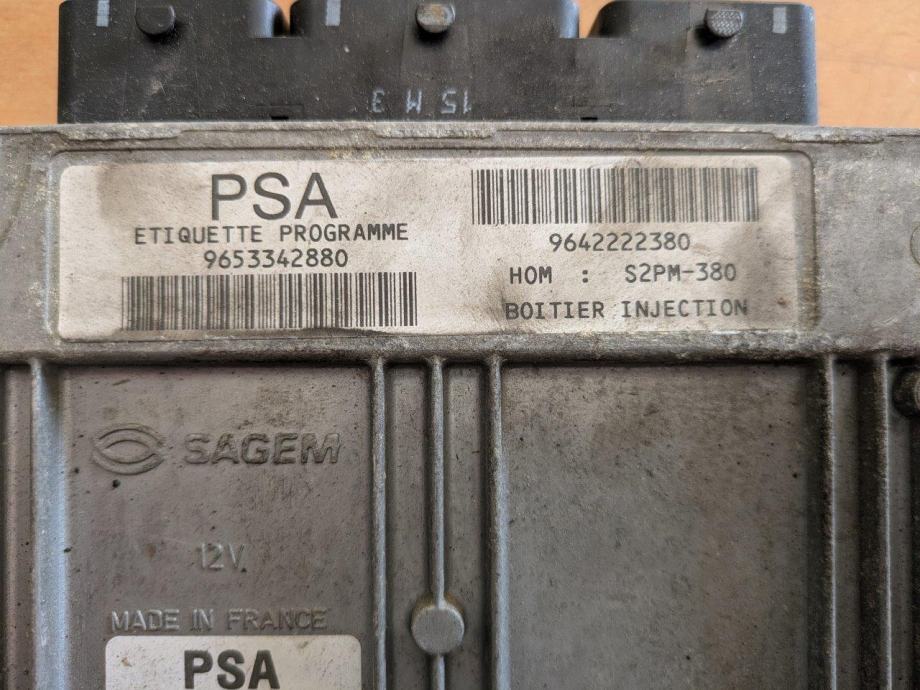 15 M 3
PSA
ETIQUETTE PROGRAMME
9653342880
9642222380
HOM : S2PM-380
BOITIER INJECTION
SAGEM
12V
MADE IN FRANCE
PSA